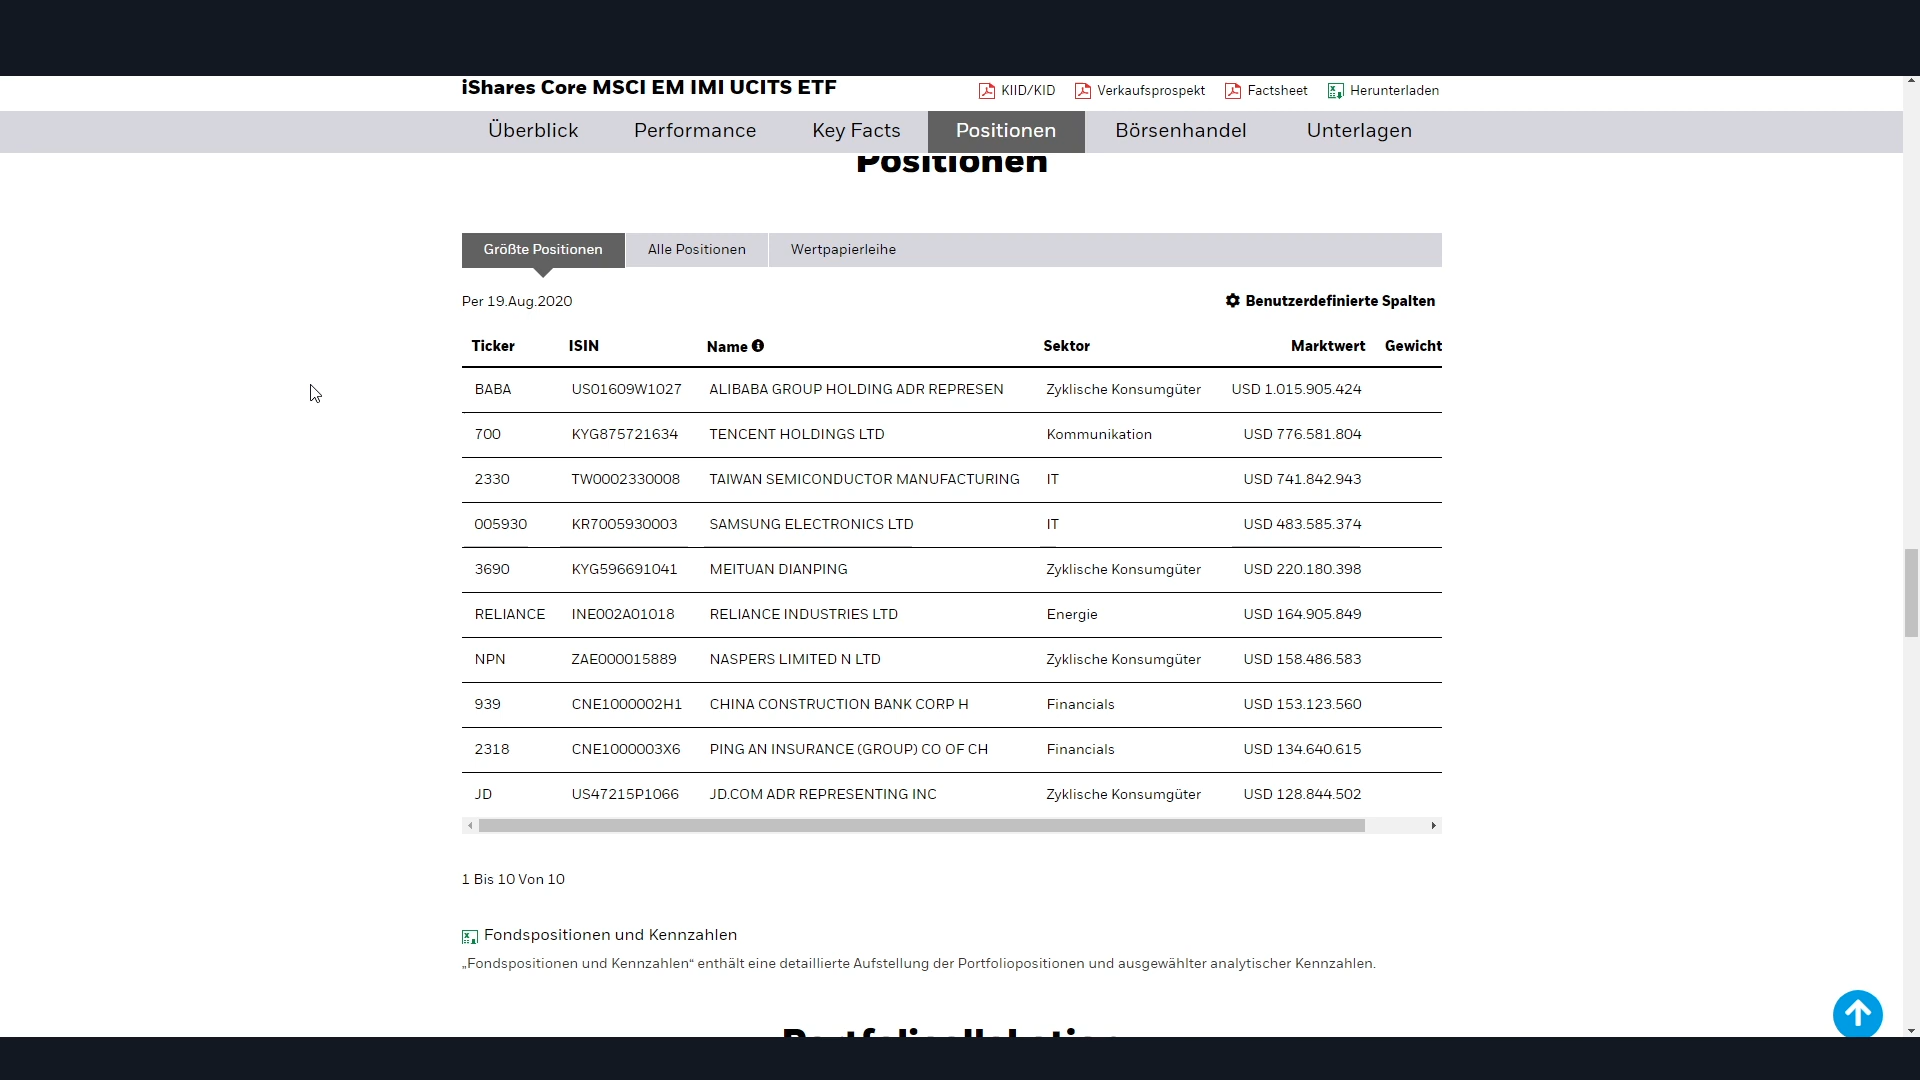 iShares Core MSCI EM IMI UCITS ETF
KIID/KID Verkaufsprospekt Factsheet Herunterladen
Überblick Performance Key Facts Positionen Börsenhandel Unterlagen
Positionen
Größte Positionen Alle Positionen Wertpapierleihe
Per 19.Aug.2020 Benutzerdefinierte Spalten
Ticker ISIN Name Sektor Marktwert Gewicht
BABA US01609W1027 ALIBABA GROUP HOLDING ADR REPRESEN Zyklische Konsumgüter USD 1.015.905.424
700 KYG875721634 TENCENT HOLDINGS LTD Kommunikation USD 776.581.804
2330 TW0002330008 TAIWAN SEMICONDUCTOR MANUFACTURING IT USD 741.842.943
005930 KR7005930003 SAMSUNG ELECTRONICS LTD IT USD 483.585.374
3690 KYG596691041 MEITUAN DIANPING Zyklische Konsumgüter USD 220.180.398
RELIANCE INE002A01018 RELIANCE INDUSTRIES LTD Energie USD 164.905.849
NPN ZAE000015889 NASPERS LIMITED N LTD Zyklische Konsumgüter USD 158.486.583
939 CNE1000002H1 CHINA CONSTRUCTION BANK CORP H Financials USD 153.123.560
2318 CNE1000003X6 PING AN INSURANCE (GROUP) CO OF CH Financials USD 134.640.615
JD US47215P1066 JD.COM ADR REPRESENTING INC Zyklische Konsumgüter USD 128.844.502
1 Bis 10 Von 10
Fondspositionen und Kennzahlen
„Fondspositionen und Kennzahlen“ enthält eine detaillierte Aufstellung der Portfoliopositionen und ausgewählter analytischer Kennzahlen.